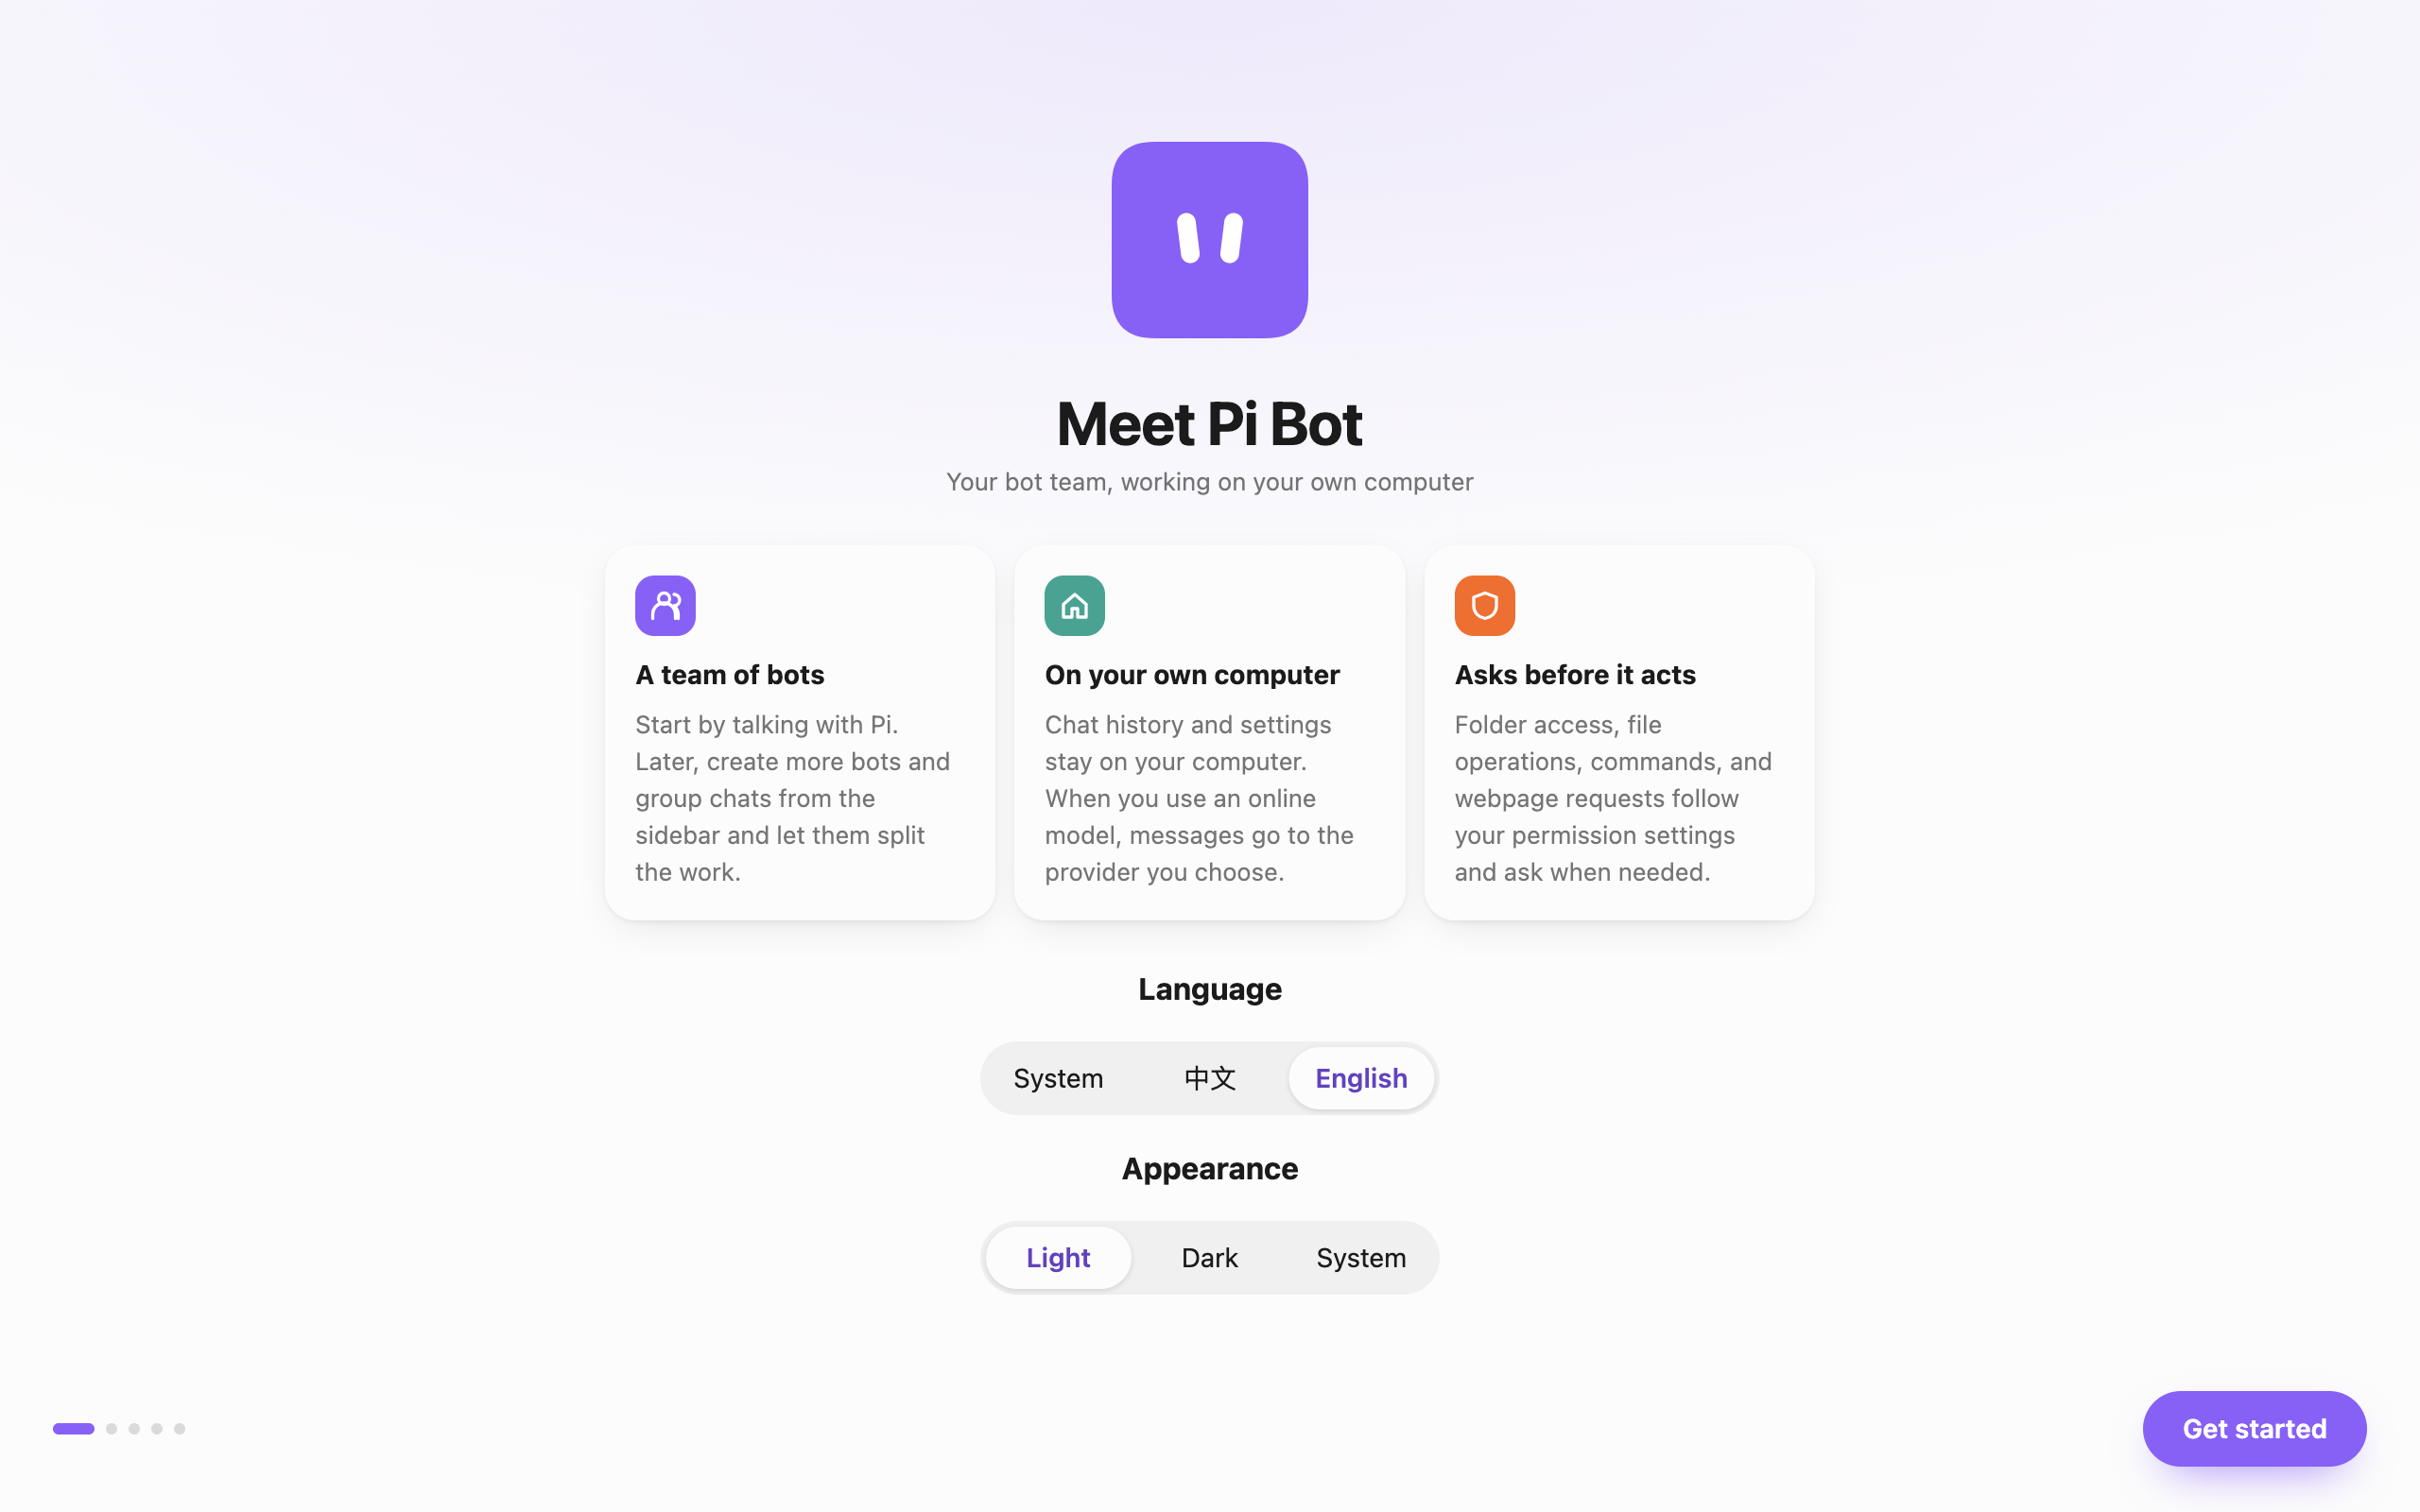 Meet Pi Bot
Your bot team, working on your own computer
A team of bots
Start by talking with Pi.
Later, create more bots and
group chats from the
sidebar and let them split
the work.
On your own computer
Chat history and settings
stay on your computer.
When you use an online
model, messages go to the
provider you choose.
Asks before it acts
Folder access, file
operations, commands, and
webpage requests follow
your permission settings
and ask when needed.
Language
System 中文 English
Appearance
Light Dark System
Get started